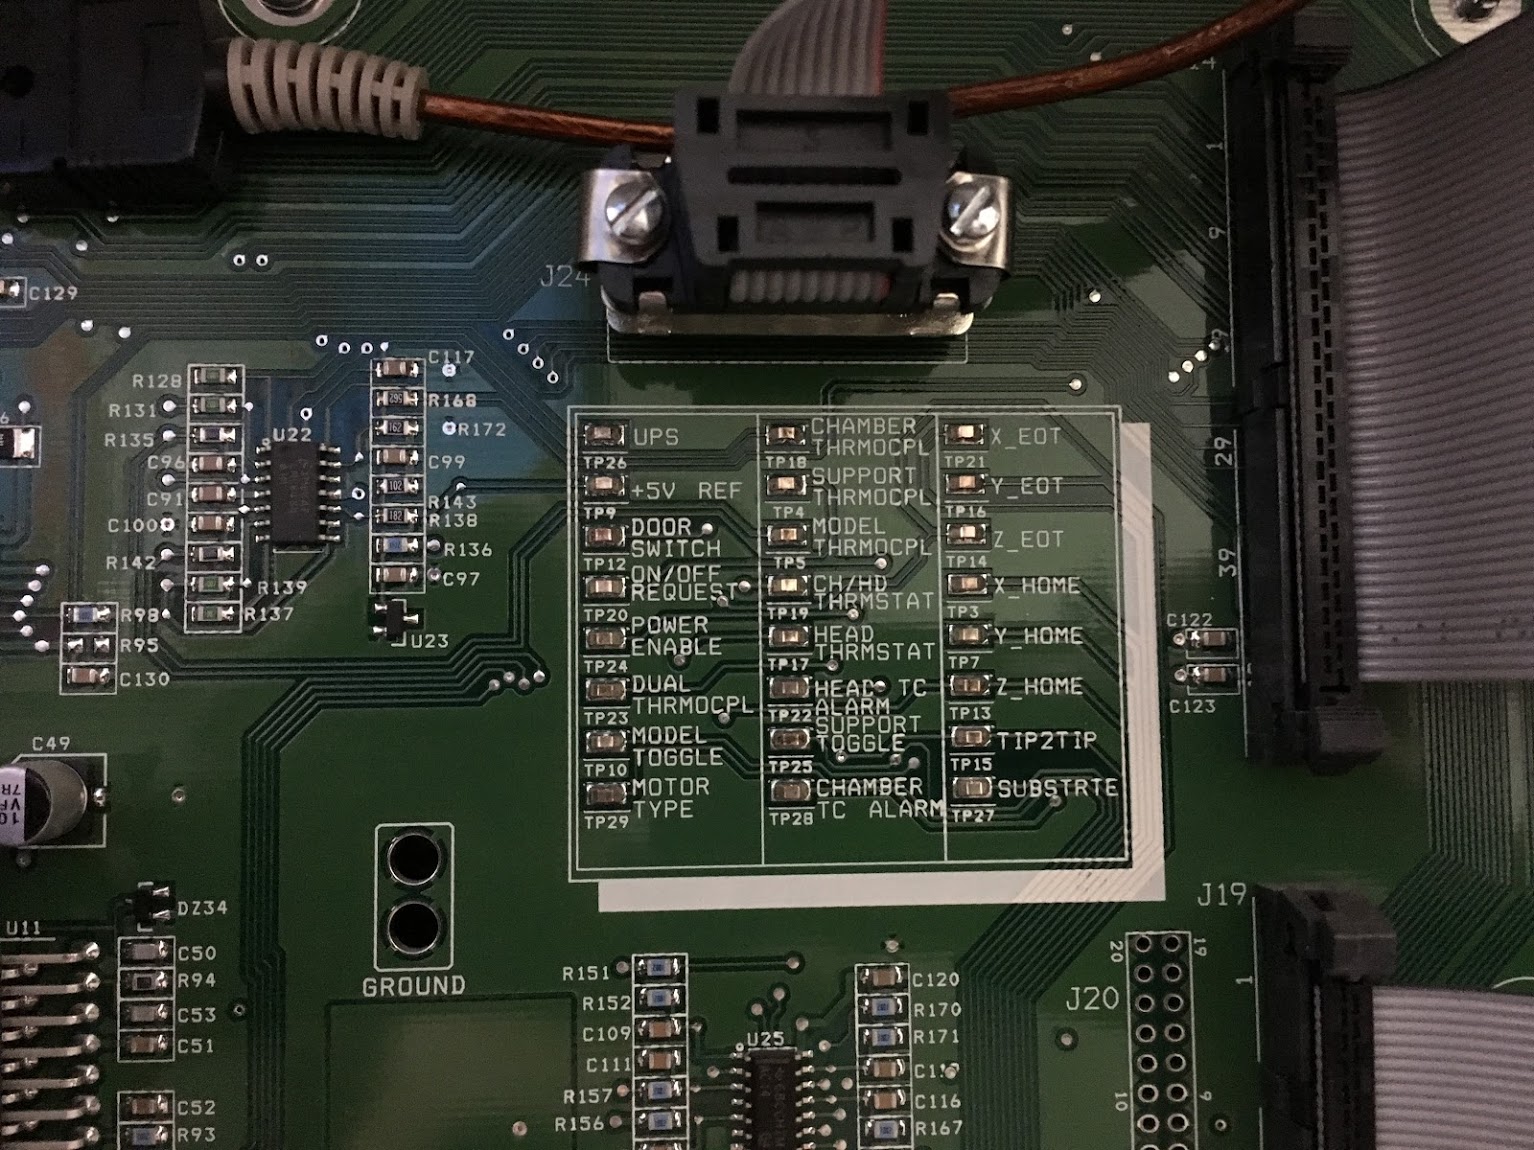 J24
C129
R128
R131
R135
C96
C91
C100
R142
R139
R137
U22
C117
R168
R172
C99
R143
R138
R136
C97
U23
R98
R95
C130
C49
UPS
TP26
+5V REF
TP9
DOOR
SWITCH
TP12
ON/OFF
REQUEST
TP20
POWER
ENABLE
TP24
DUAL
THRMOCPL
TP23
MODEL
TOGGLE
TP10
MOTOR
TYPE
TP29
CHAMBER
THRMOCPL
TP18
SUPPORT
THRMOCPL
TP4
MODEL
THRMOCPL
TP5
CH/HD
THRMSTAT
TP19
HEAD
THRMSTAT
TP17
HEAD TC
ALARM
TP22
SUPPORT
TOGGLE
TP25
CHAMBER
TC ALARM
TP28
X_EOT
TP21
Y_EOT
TP16
Z_EOT
TP14
X_HOME
TP3
Y_HOME
TP7
Z_HOME
TP13
TIP2TIP
TP15
SUBSTRTE
TP27
1
9
29
39
C122
C123
GROUND
DZ34
U11
C50
R94
C53
C51
C52
R93
R151
R152
C109
C111
R157
R156
U25
C120
R170
R171
C116
R167
J19
1
J20
20
19
10
9